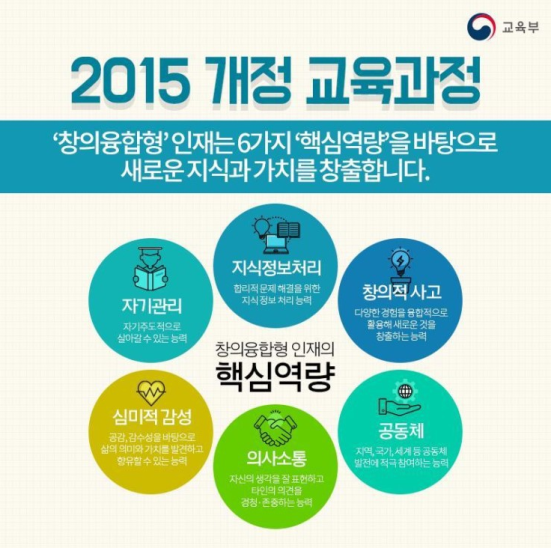 교육부
2015 개정 교육과정
‘창의융합형’ 인재는 6가지 ‘핵심역량’을 바탕으로
새로운 지식과 가치를 창출합니다.
지식정보처리
합리적 문제 해결을 위한
지식 정보 처리 능력
자기관리
자기주도적으로
살아갈 수 있는 능력
창의적 사고
다양한 경험을 융합적으로
활용해 새로운 것을
창출하는 능력
창의융합형 인재의
핵심역량
심미적 감성
공감, 감수성을 바탕으로
삶의 의미와 가치를 발견하고
향유할 수 있는 능력
의사소통
자신의 생각을 잘 표현하고
타인의 의견을
경청·존중하는 능력
공동체
지역, 국가, 세계 등 공동체
발전에 적극 참여하는 능력